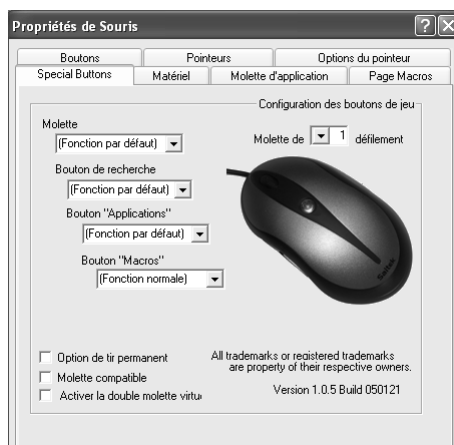 Propriétés de Souris
Boutons Pointeurs Options du pointeur
Special Buttons Matériel Molette d'application Page Macros
Configuration des boutons de jeu
Molette
(Fonction par défaut)
Molette de 1 défilement
Bouton de recherche
(Fonction par défaut)
Bouton "Applications"
(Fonction par défaut)
Bouton "Macros"
(Fonction normale)
Saitek
Option de tir permanent
Molette compatible
Activer la double molette virtu
All trademarks or registered trademarks
are property of their respective owners.
Version 1.0.5 Build 050121